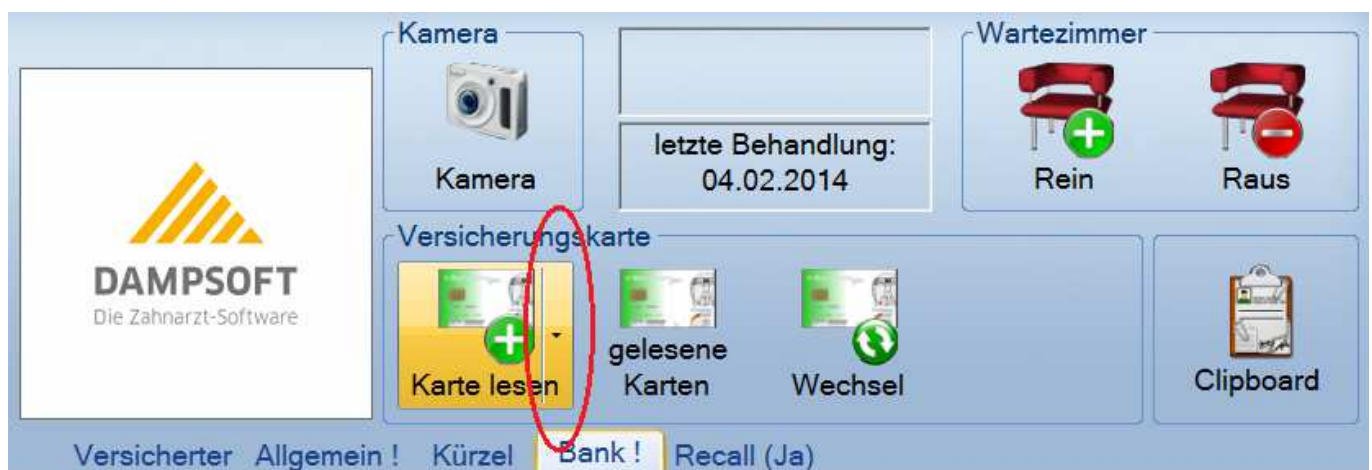 DAMPSOFT
Die Zahnarzt-Software
Kamera
Kamera
letzte Behandlung:
04.02.2014
Wartezimmer
Rein
Raus
Versicherungskarte
Karte lesen
gelesene
Karten
Wechsel
Clipboard
Versicherter Allgemein ! Kürzel Bank ! Recall (Ja)